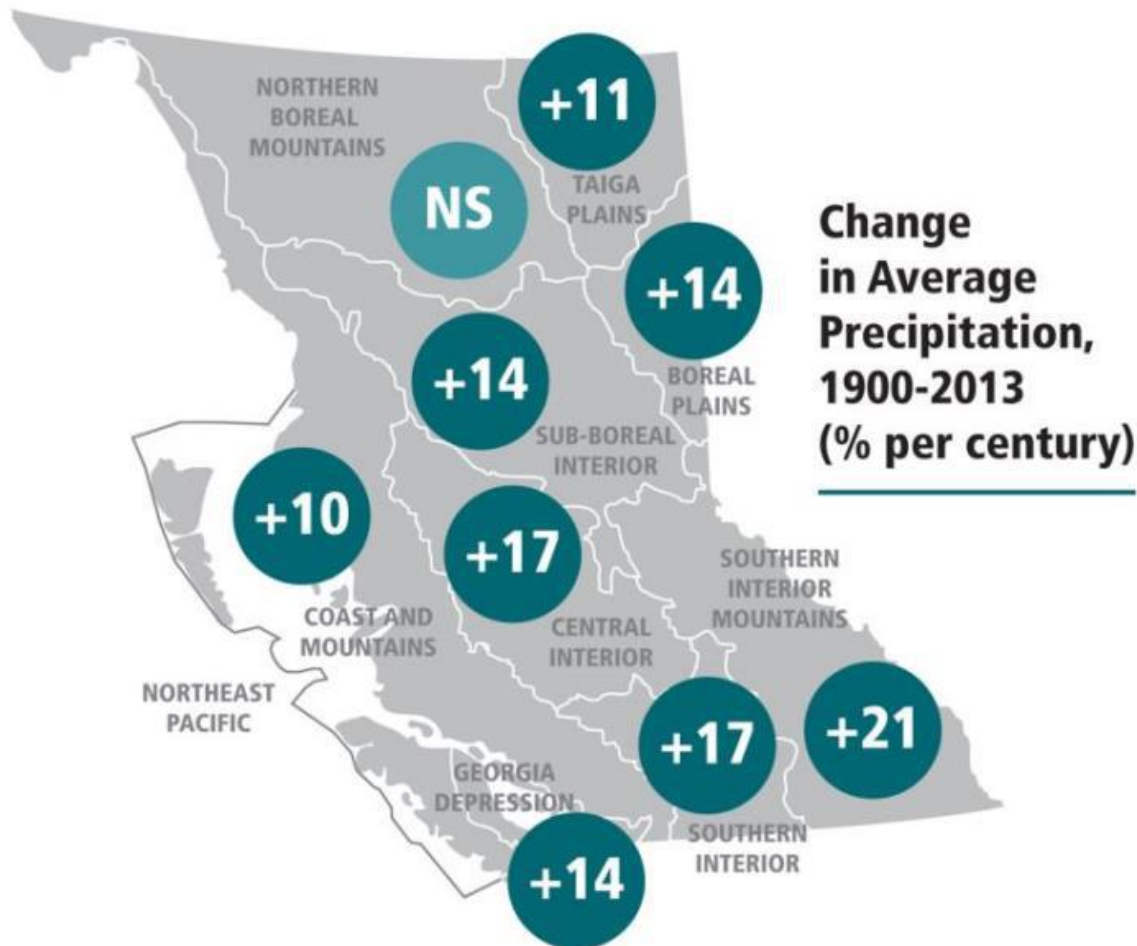 NORTHERN
BOREAL
MOUNTAINS
+11
TAIGA
PLAINS
NS
Change
in Average
Precipitation,
1900-2013
(% per century)
+14
BOREAL
PLAINS
+14
SUB-BOREAL
INTERIOR
+10
COAST AND
MOUNTAINS
+17
CENTRAL
INTERIOR
SOUTHERN
INTERIOR
MOUNTAINS
+21
NORTHEAST
PACIFIC
+17
SOUTHERN
INTERIOR
GEORGIA
DEPRESSION
+14